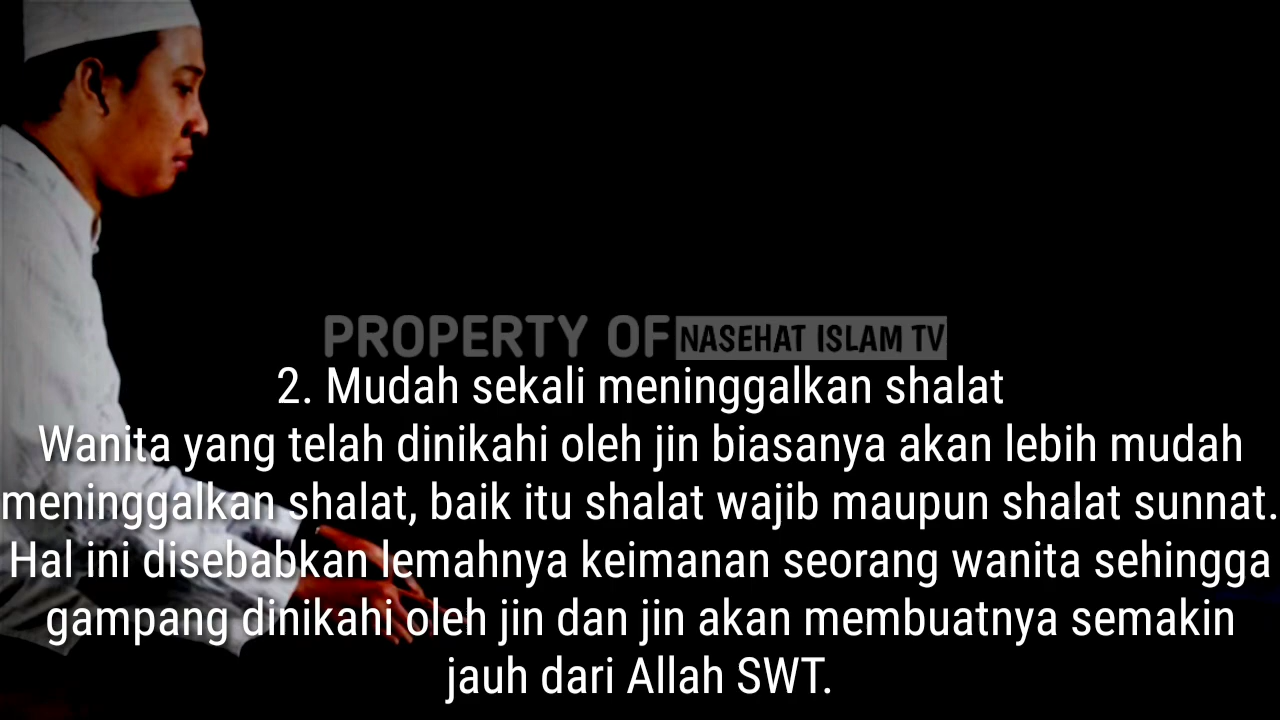 PROPERTY OF NASEHAT ISLAM TV
2. Mudah sekali meninggalkan shalat
Wanita yang telah dinikahi oleh jin biasanya akan lebih mudah
meninggalkan shalat, baik itu shalat wajib maupun shalat sunnat.
Hal ini disebabkan lemahnya keimanan seorang wanita sehingga
gampang dinikahi oleh jin dan jin akan membuatnya semakin
jauh dari Allah SWT.